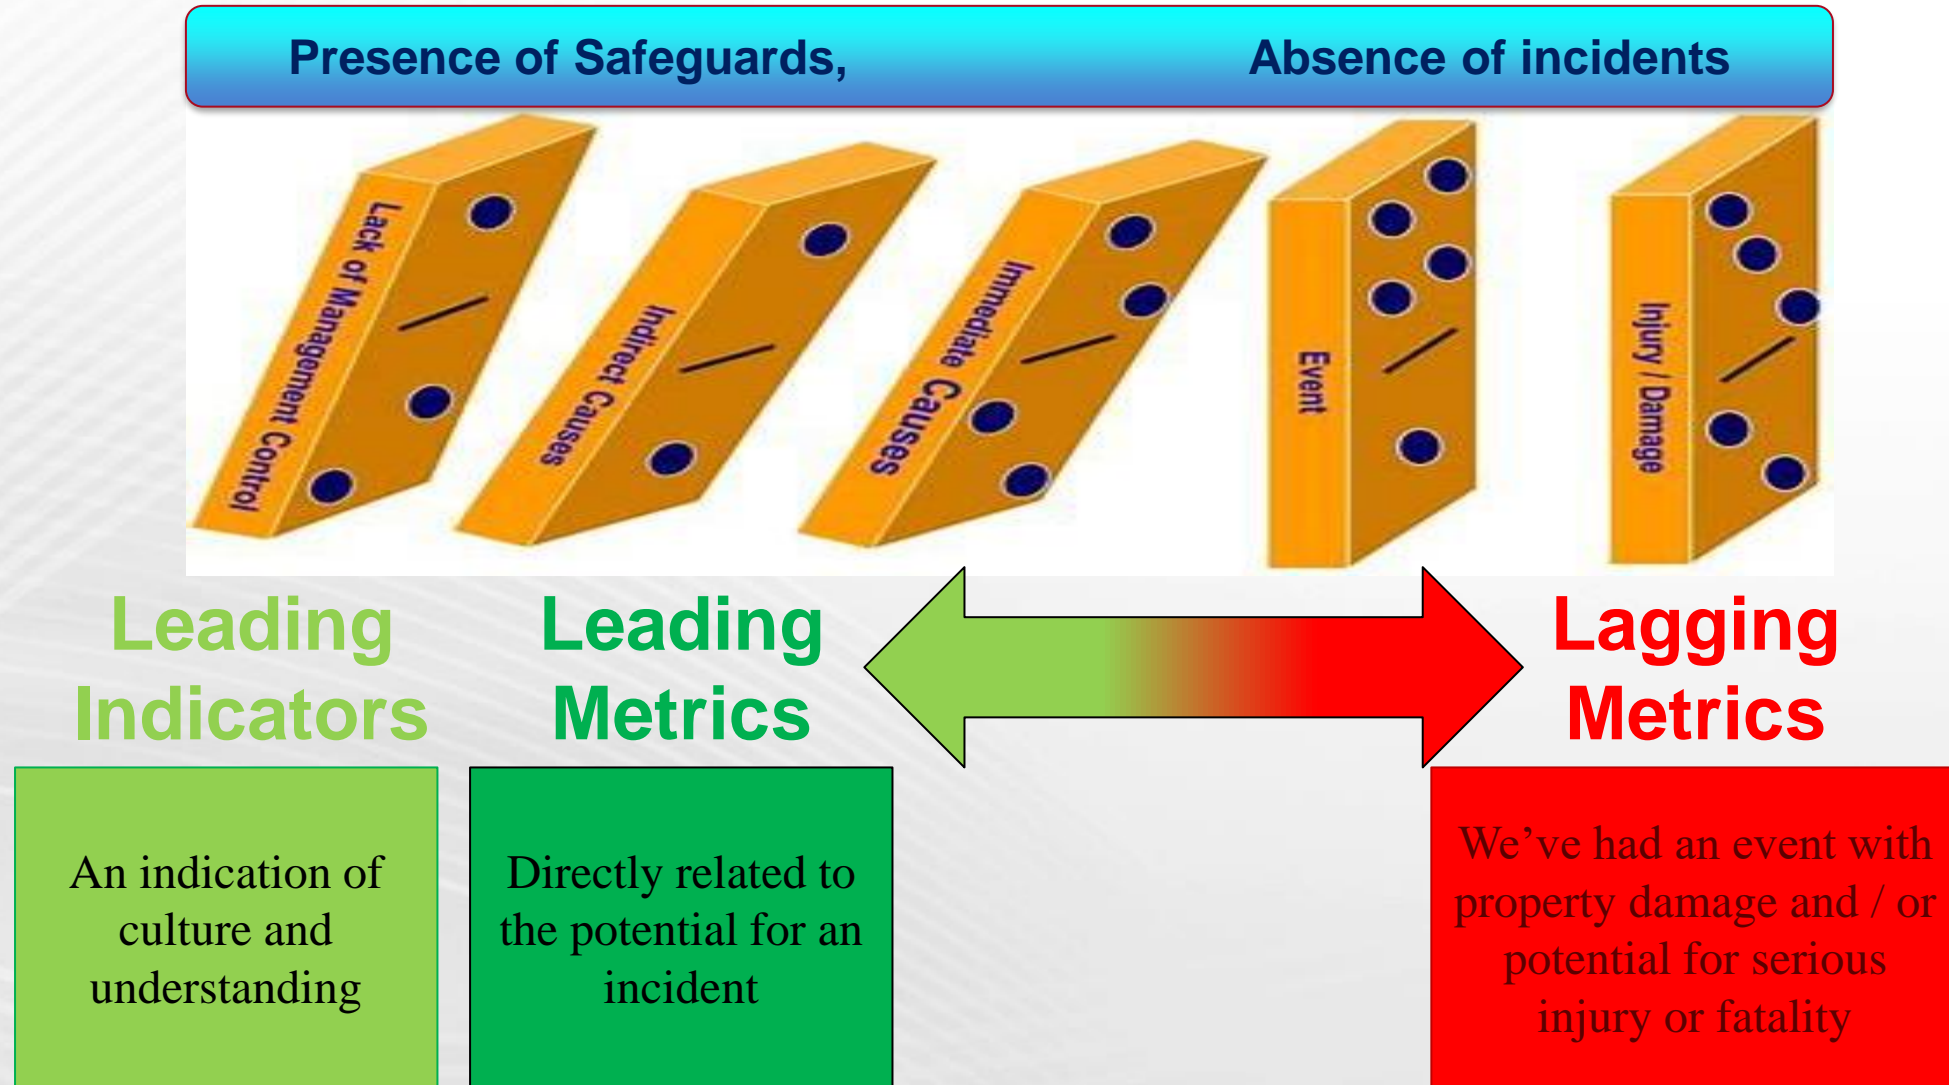 Presence of Safeguards, Absence of incidents
Lack of Management Control
Indirect Causes
Immediate Causes
Event
Injury / Damage
Leading
Indicators
Leading
Metrics
Lagging
Metrics
An indication of
culture and
understanding
Directly related to
the potential for an
incident
We’ve had an event with
property damage and / or
potential for serious
injury or fatality